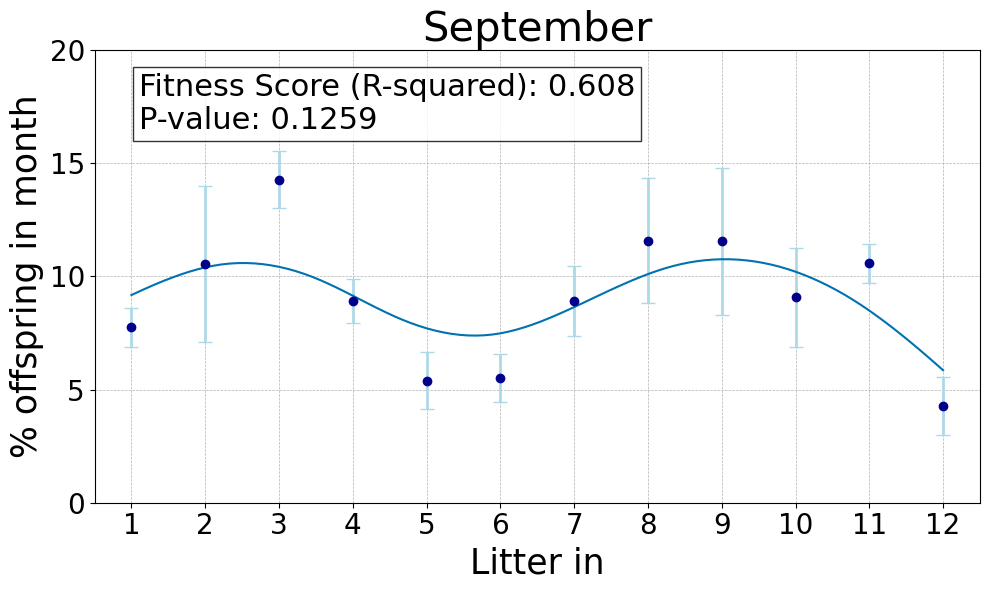 September
Fitness Score (R-squared): 0.608
P-value: 0.1259
% offspring in month
20
15
10
5
0
1 2 3 4 5 6 7 8 9 10 11 12
Litter in